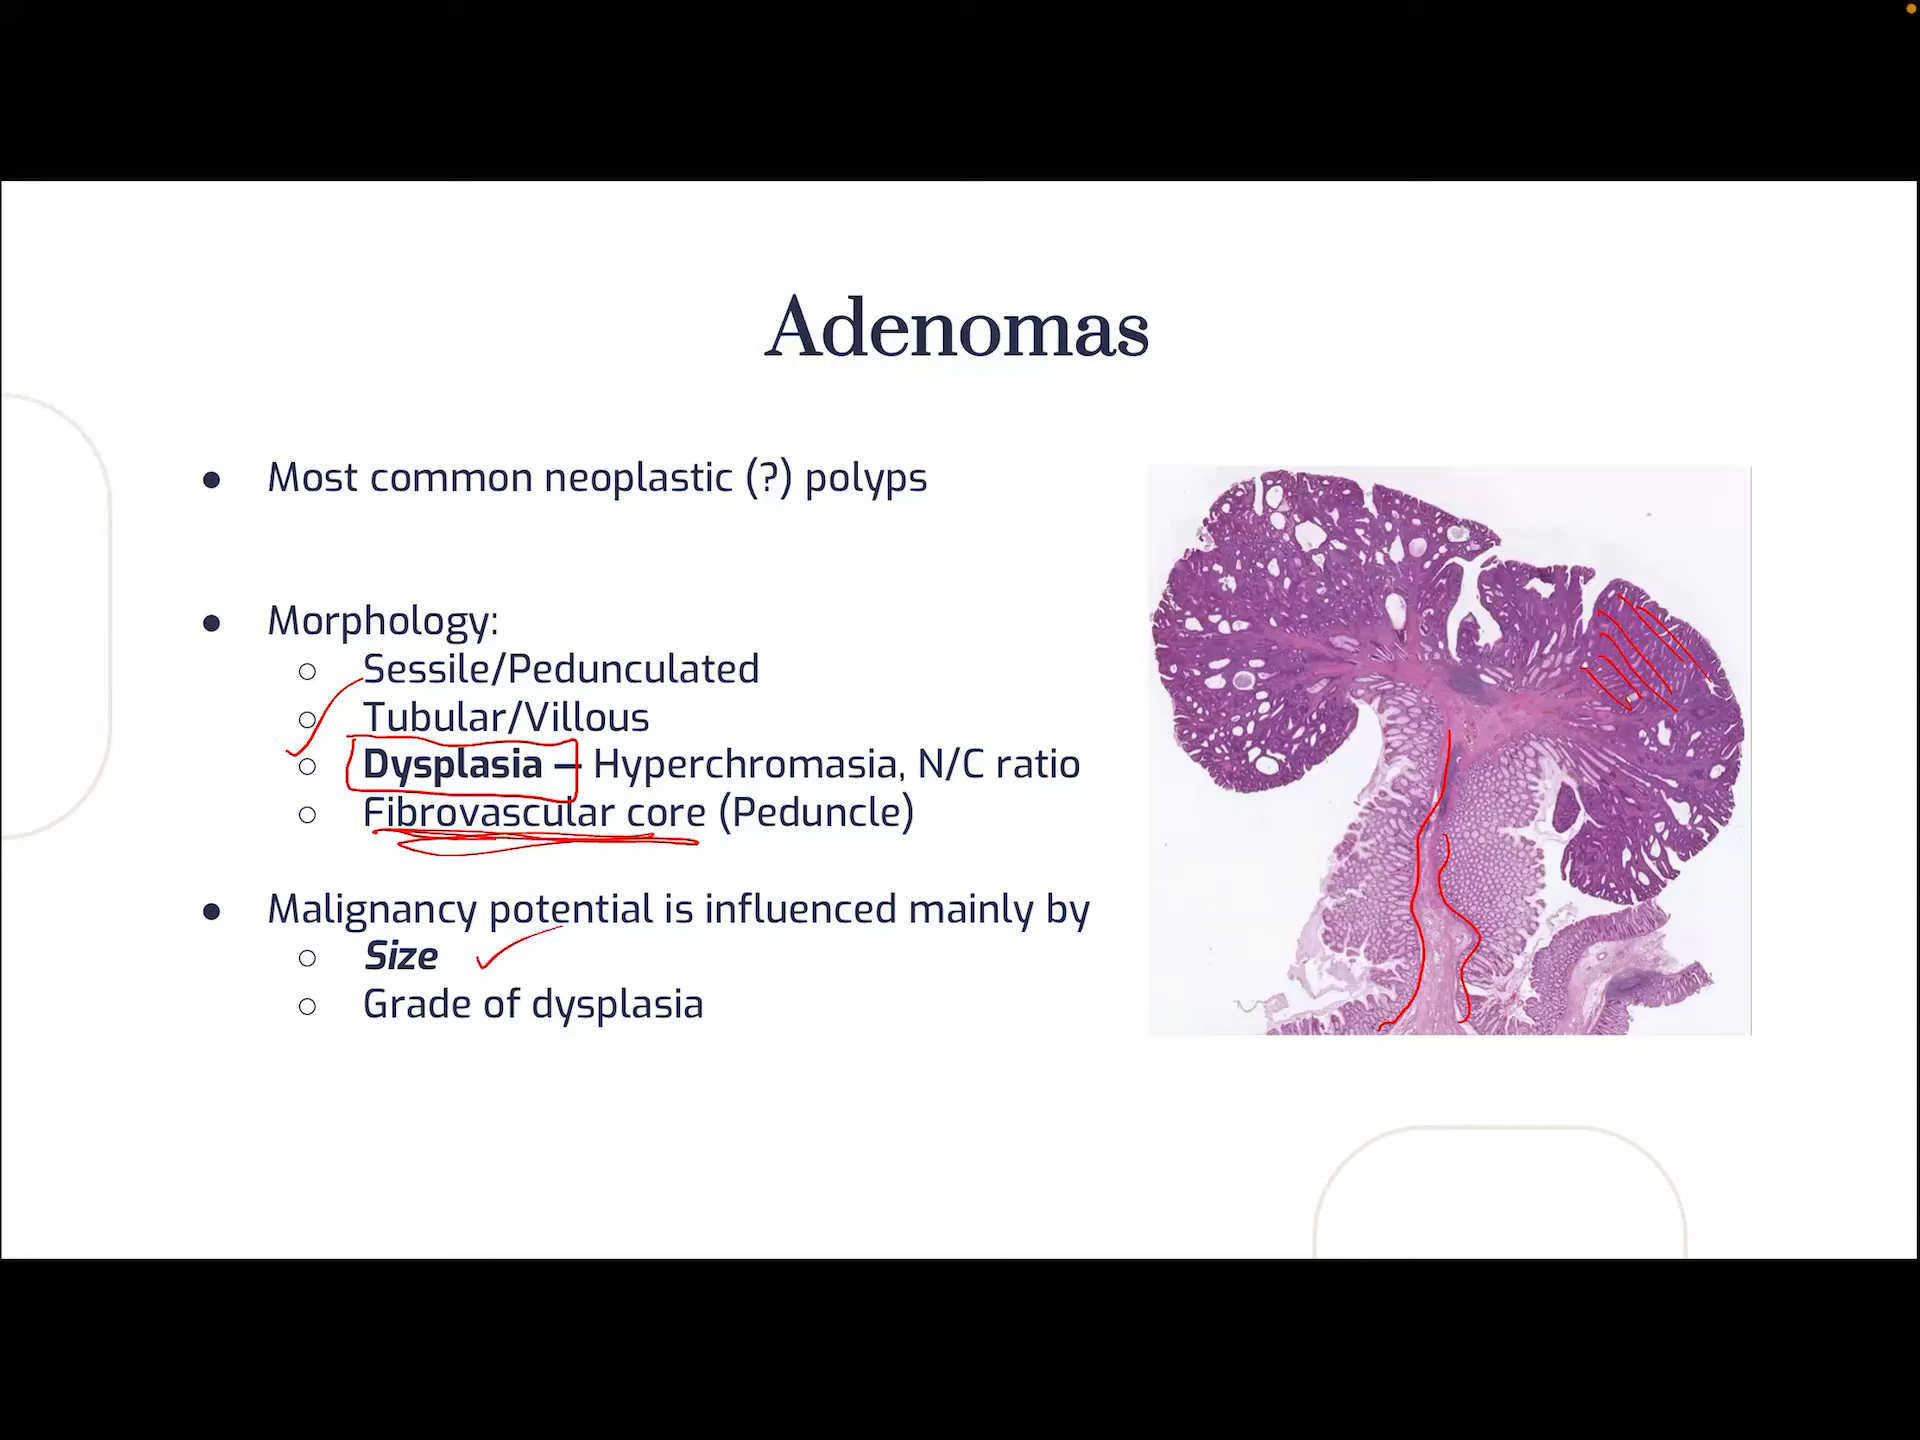 Adenomas
● Most common neoplastic (?) polyps
● Morphology:
○ Sessile/Pedunculated
○ Tubular/Villous
○ Dysplasia – Hyperchromasia, N/C ratio
○ Fibrovascular core (Peduncle)
● Malignancy potential is influenced mainly by
○ Size
○ Grade of dysplasia